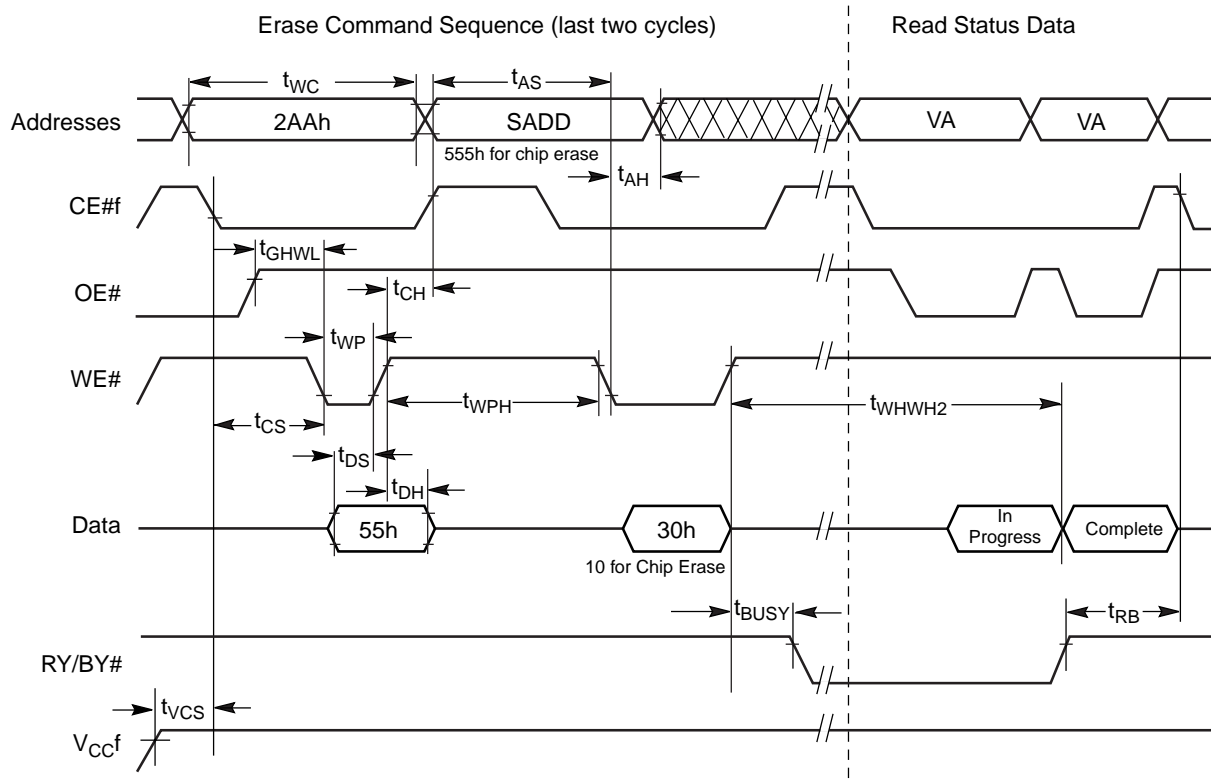 Erase Command Sequence (last two cycles)
Read Status Data
tWC
tAS
Addresses
2AAh
SADD
VA
VA
555h for chip erase
tAH
CE#f
tGHWL
tCH
OE#
tWP
WE#
tWPH
tWHWH2
tCS
tDS
tDH
Data
55h
30h
In
Progress
Complete
10 for Chip Erase
tBUSY
tRB
RY/BY#
tVCS
VCCf